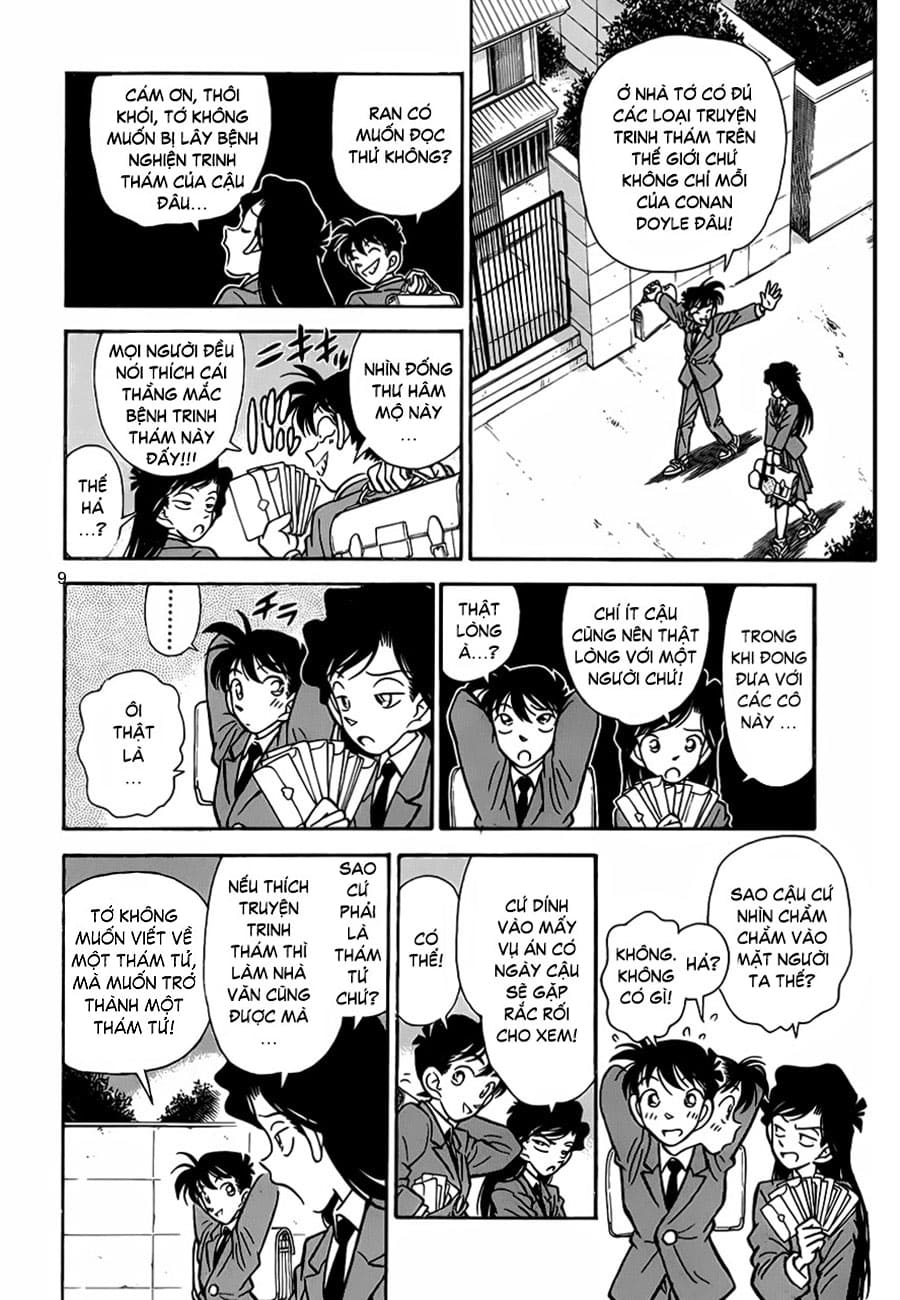 Ở NHÀ TỚ CÓ ĐỦ
CÁC LOẠI TRUYỆN
TRINH THÁM TRÊN
THẾ GIỚI CHỨ
KHÔNG CHỈ MỖI
CỦA CONAN
DOYLE ĐÂU!
RAN CÓ
MUỐN ĐỌC
THỬ KHÔNG?
CÁM ƠN, THÔI
KHỎI, TỚ KHÔNG
MUỐN BỊ LÂY BỆNH
NGHIỆN TRINH
THÁM CỦA CẬU
ĐÂU...
NHÌN ĐỐNG
THƯ HÂM
MỘ NÀY
...
MỌI NGƯỜI ĐỀU
NÓI THÍCH CÁI
THẰNG MẮC
BỆNH TRINH
THÁM NÀY
ĐẤY!!!
THẾ
HẢ
...?
9
TRONG
KHI ĐONG
ĐƯA VỚI
CÁC CÔ
NÀY ...
CHÍ ÍT CẬU
CŨNG NÊN THẬT
LÒNG VỚI MỘT
NGƯỜI CHỨ!
THẬT
LÒNG
À...?
チラ
........
ÔI
THẬT
LÀ
...
SAO CẬU CỨ
NHÌN CHẰM
CHẰM VÀO
MẶT NGƯỜI
TA THẾ?
HẢ?
KHÔNG.
KHÔNG
CÓ GÌ!
CỨ DÍNH
VÀO MẤY
VỤ ÁN CÓ
NGÀY CẬU
SẼ GẶP
RẮC RỐI
CHO XEM!
CÓ
THỂ!
SAO
CỨ
PHẢI
LÀ
THÁM
TỬ
CHỨ?
NẾU THÍCH
TRUYỆN
TRINH
THÁM THÌ
LÀM NHÀ
VĂN CŨNG
ĐƯỢC MÀ
...
TỚ KHÔNG
MUỐN VIẾT VỀ
MỘT THÁM TỬ,
MÀ MUỐN TRỞ
THÀNH MỘT
THÁM TỬ!